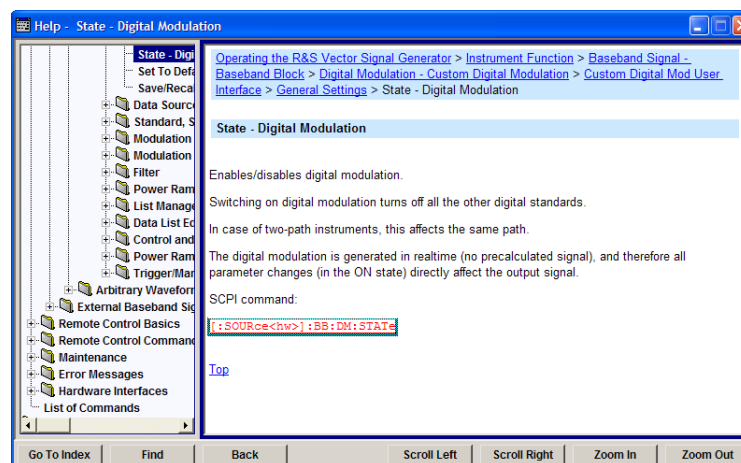 Help - State - Digital Modulation
State - Digi
Set To Defa
Save/Recal
Data Source
Standard, S
Modulation
Modulation
Filter
Power Ram
List Manage
Data List Ed
Control and
Power Ram
Trigger/Mar
Arbitrary Waveform
External Baseband Sig
Remote Control Basics
Remote Control Command
Maintenance
Error Messages
Hardware Interfaces
List of Commands
Operating the R&S Vector Signal Generator > Instrument Function > Baseband Signal -
Baseband Block > Digital Modulation - Custom Digital Modulation > Custom Digital Mod User
Interface > General Settings > State - Digital Modulation
State - Digital Modulation
Enables/disables digital modulation.
Switching on digital modulation turns off all the other digital standards.
In case of two-path instruments, this affects the same path.
The digital modulation is generated in realtime (no precalculated signal), and therefore all
parameter changes (in the ON state) directly affect the output signal.
SCPI command:
[:SOURce<hw>]:BB:DM:STATe
Top
Go To Index Find Back Scroll Left Scroll Right Zoom In Zoom Out